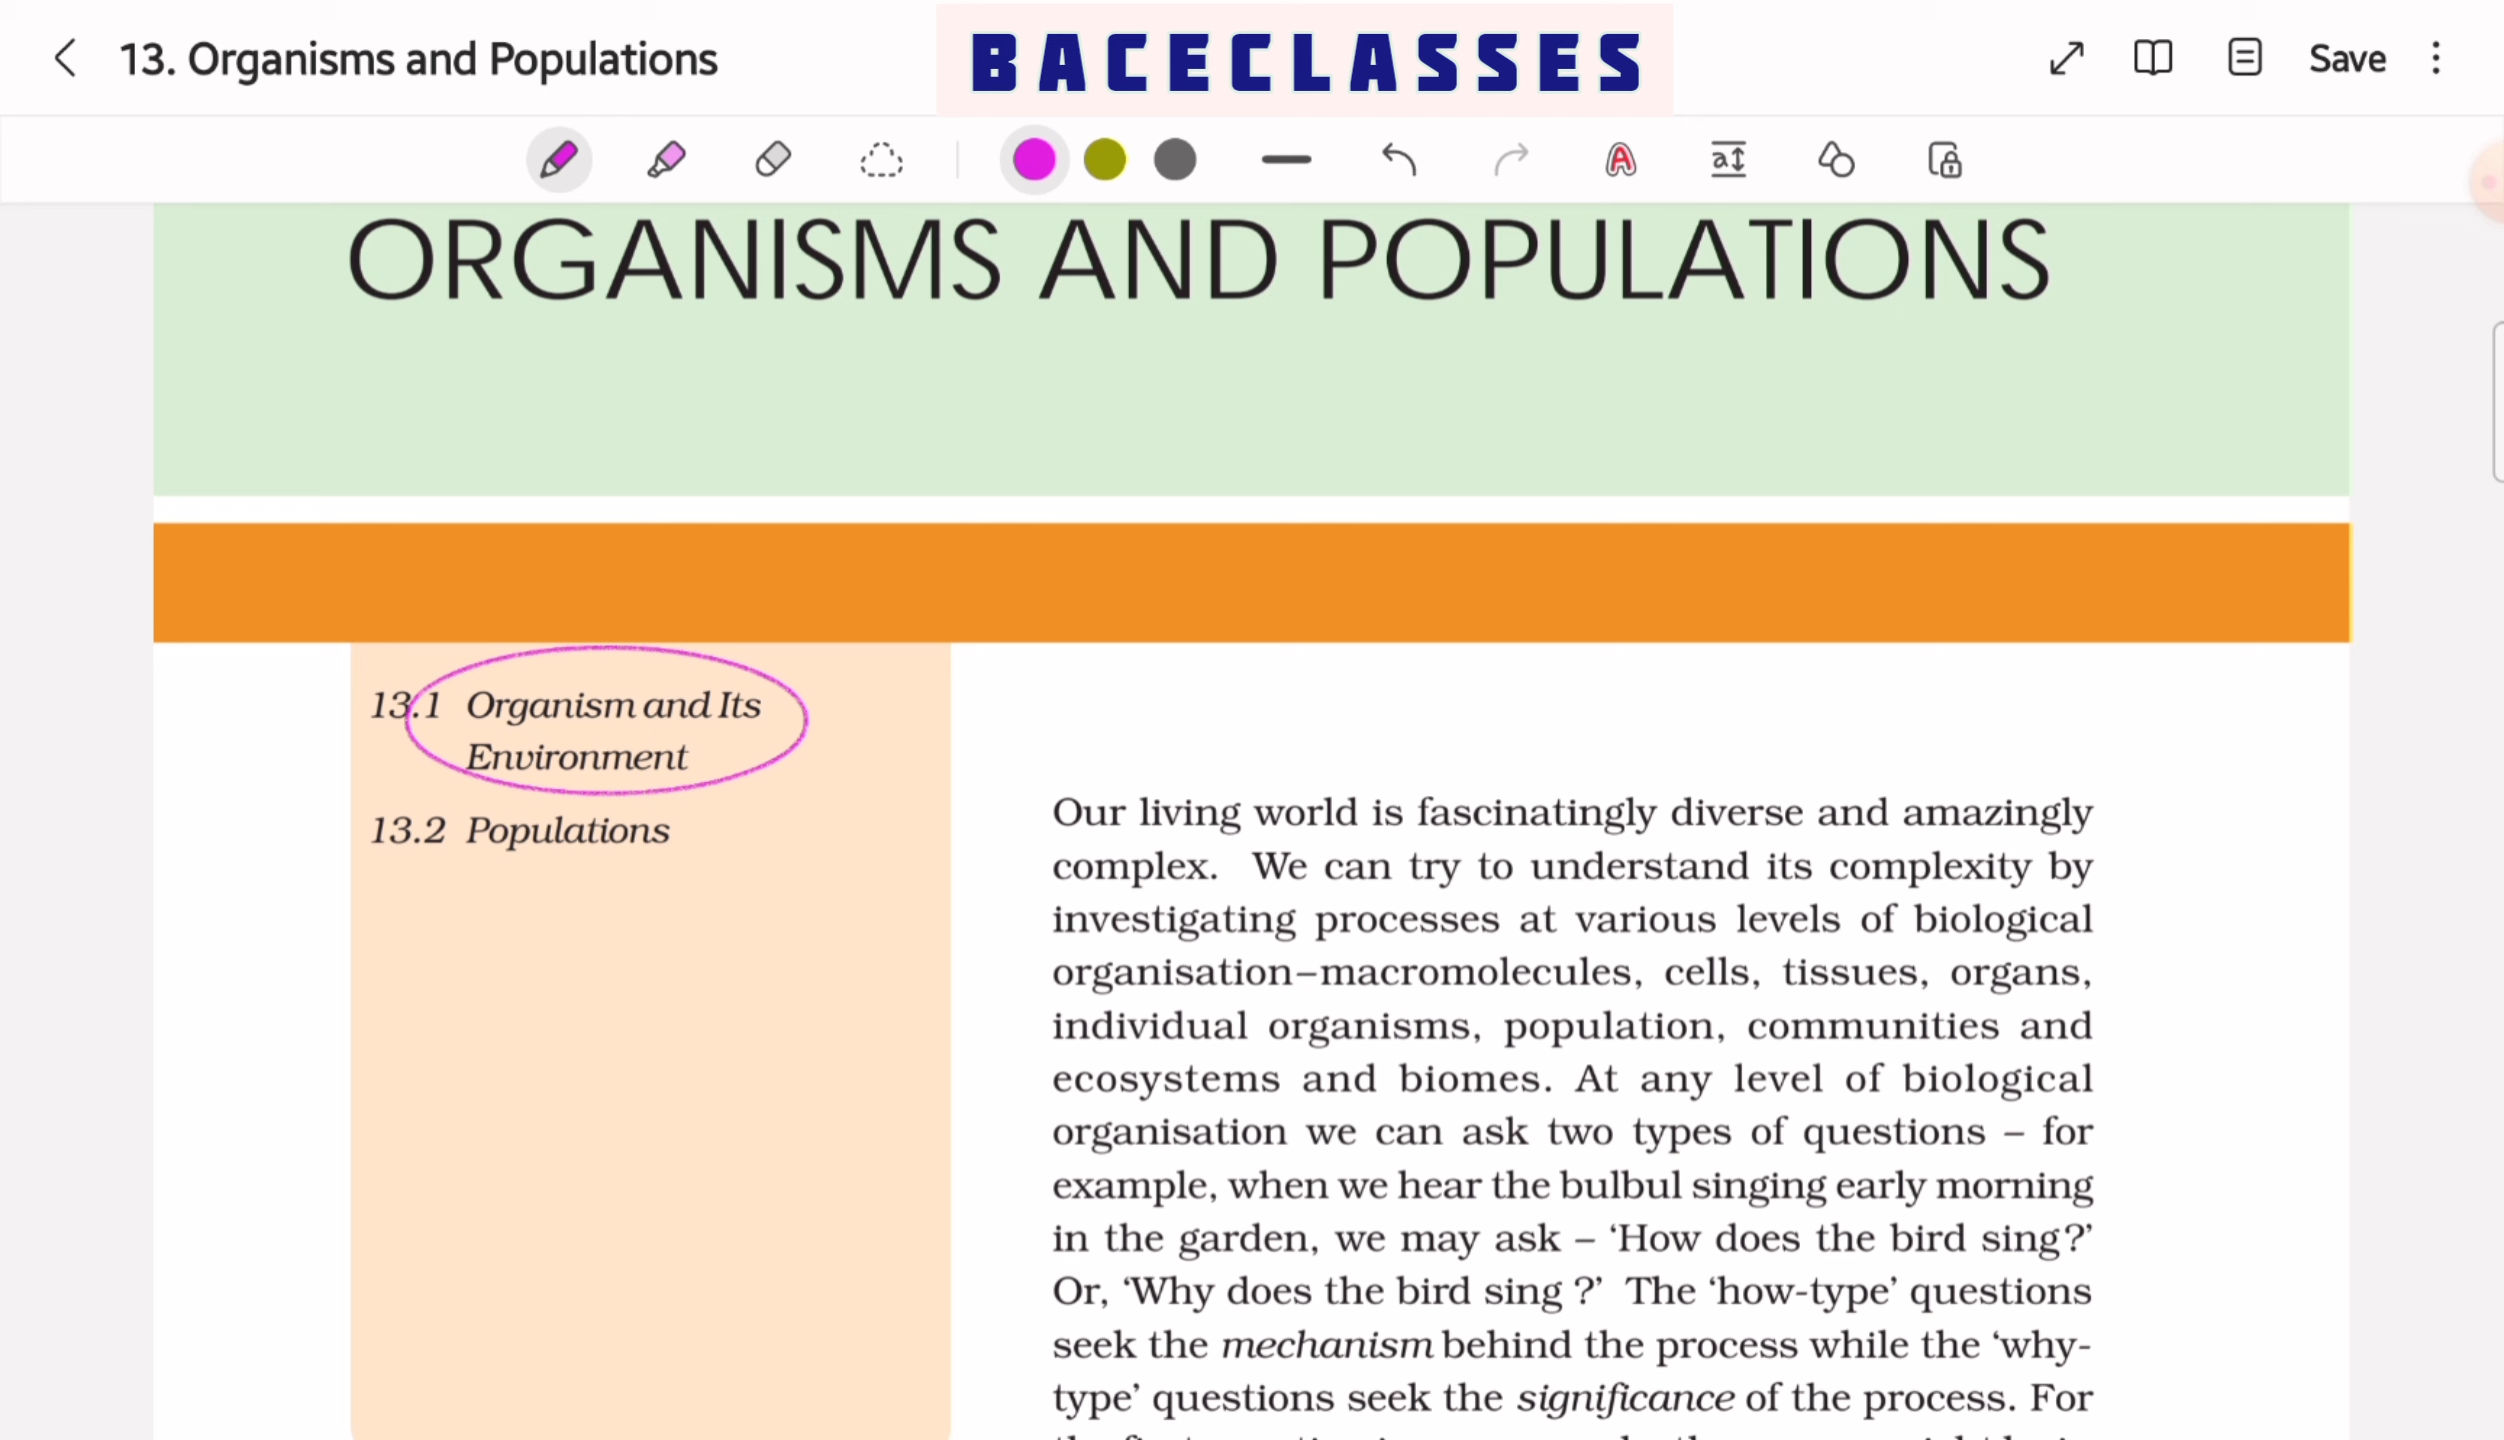 13. Organisms and Populations
BACECLASSES
Save
ORGANISMS AND POPULATIONS
13.1 Organism and Its
Environment
13.2 Populations
Our living world is fascinatingly diverse and amazingly
complex. We can try to understand its complexity by
investigating processes at various levels of biological
organisation–macromolecules, cells, tissues, organs,
individual organisms, population, communities and
ecosystems and biomes. At any level of biological
organisation we can ask two types of questions – for
example, when we hear the bulbul singing early morning
in the garden, we may ask – ‘How does the bird sing?’
Or, ‘Why does the bird sing ?’ The ‘how-type’ questions
seek the mechanism behind the process while the ‘why-
type’ questions seek the significance of the process. For